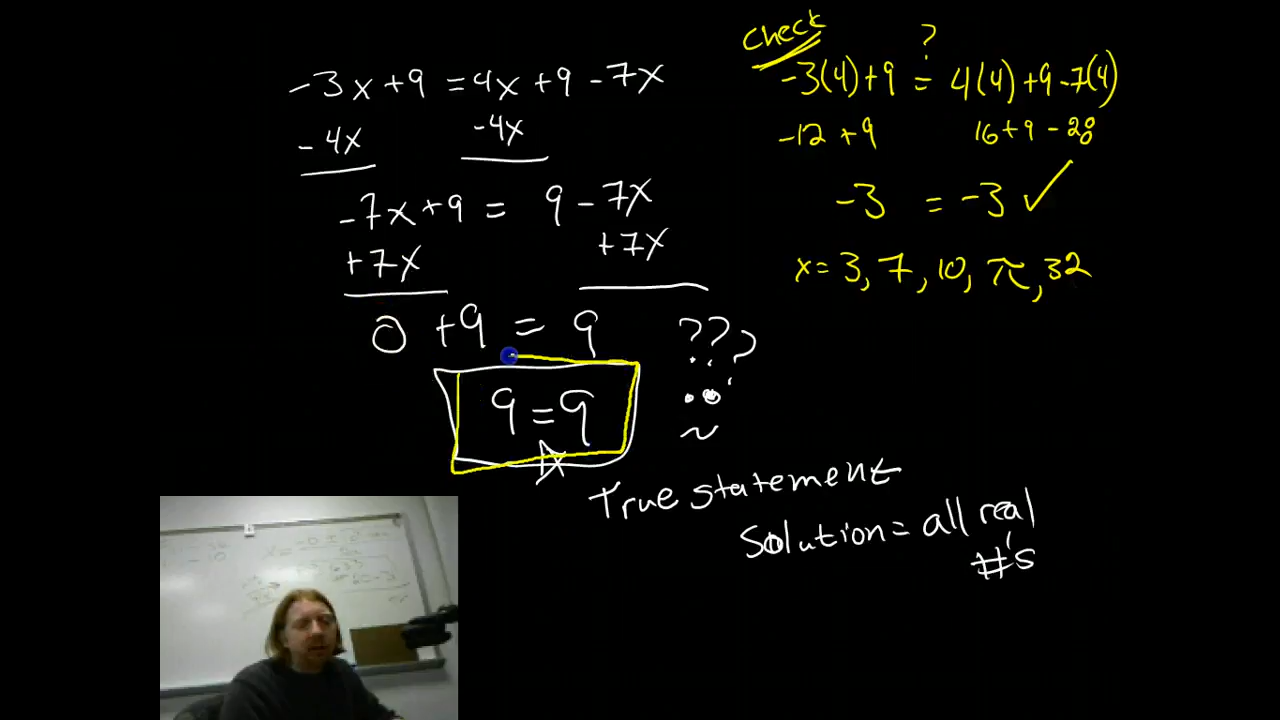 -3x+9 = 4x+9-7x
-4x -4x
-7x+9 = 9-7x
+7x +7x
0 +9 = 9 ???
9=9
True statement
Solution = all real
#'s
Check
-3(4)+9 ?= 4(4)+9-7(4)
-12+9 16+9-28
-3 = -3 ✓
x=3, 7, 10, π, 32